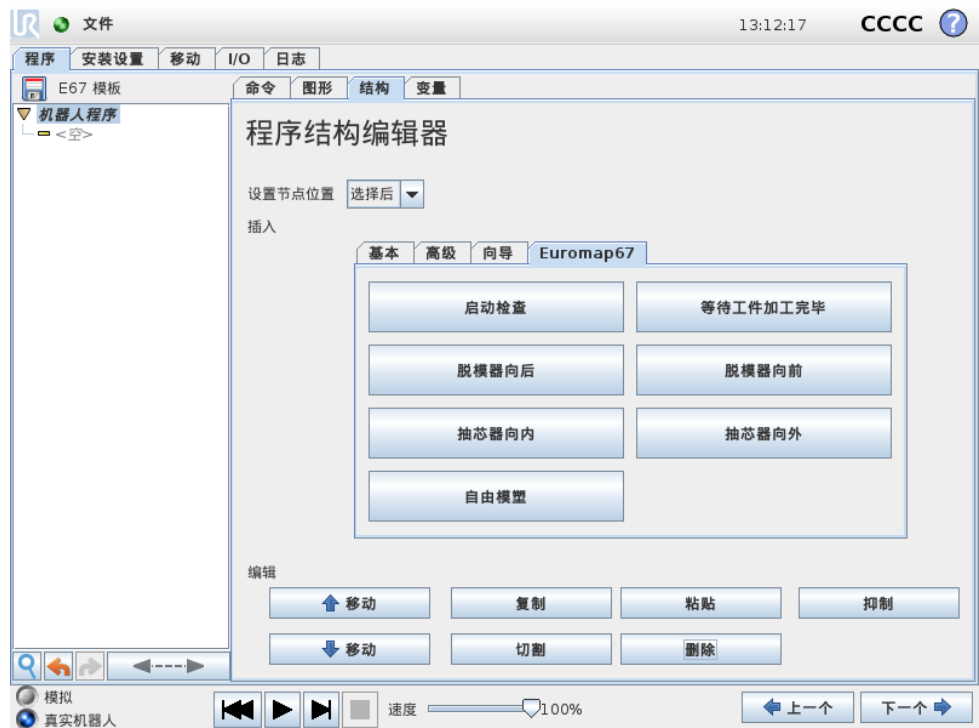 UR 文件 13:12:17 CCCC ?
程序 安装设置 移动 I/O 日志
E67 模板 命令 图形 结构 变量
机器人程序
<空>
程序结构编辑器
设置节点位置 选择后
插入
基本 高级 向导 Euromap67
启动检查 等待工件加工完毕
脱模器向后 脱模器向前
抽芯器向内 抽芯器向外
自由模塑
编辑
移动 复制 粘贴 抑制
移动 切割 删除
模拟
真实机器人
速度 100% 上一个 下一个